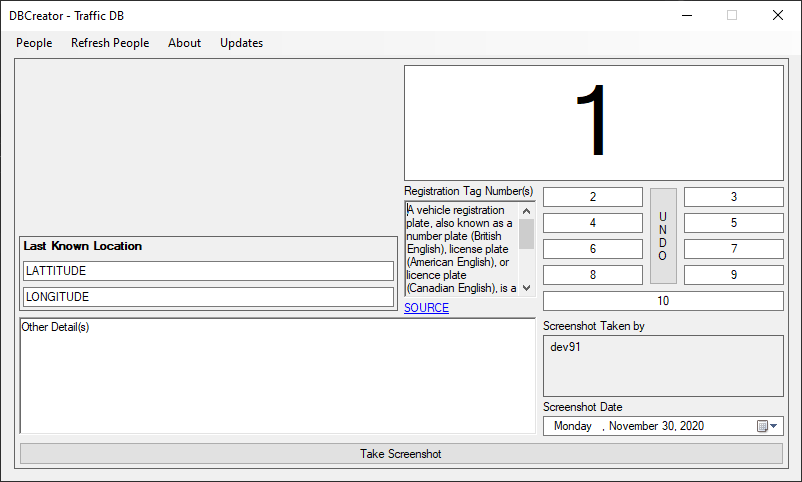 DBCreator - Traffic DB
People Refresh People About Updates
1
Registration Tag Number(s)
A vehicle registration
plate, also known as a
number plate (British
English), license plate
(American English), or
licence plate
(Canadian English), is a
SOURCE
2 3
4 5
6 7
8 9
UNDO
10
Last Known Location
LATTITUDE
LONGITUDE
Other Detail(s)
Screenshot Taken by
dev91
Screenshot Date
Monday , November 30, 2020
Take Screenshot